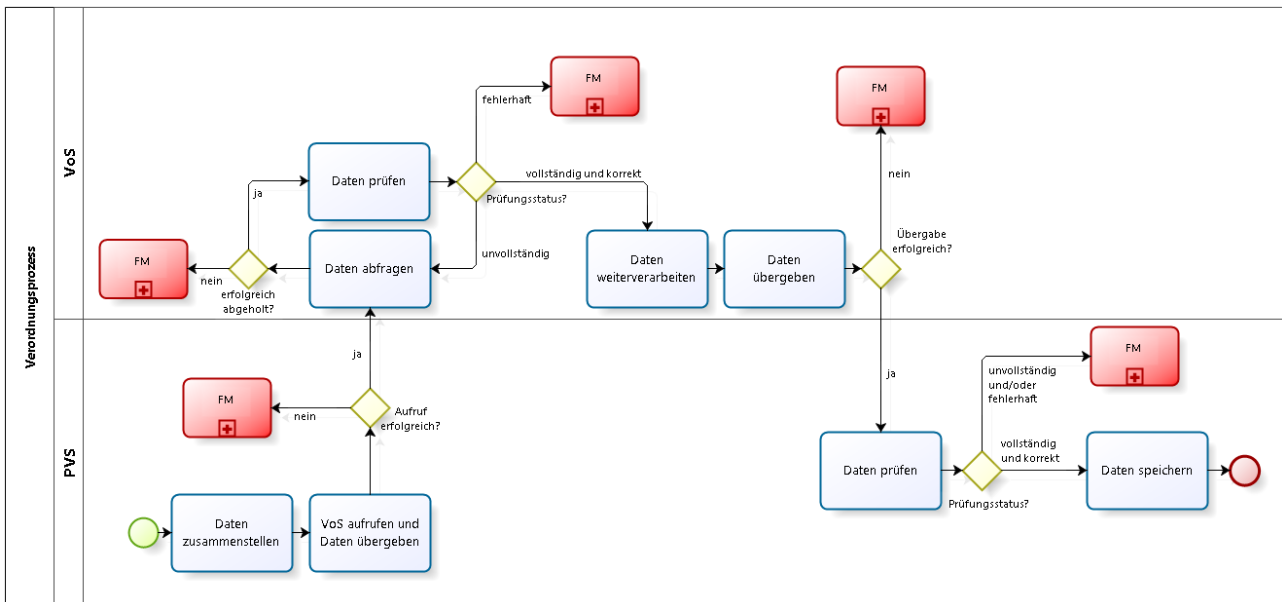 Verordnungsprozess
VoS
FM
fehlerhaft
Daten prüfen
Prüfungsstatus?
vollständig und korrekt
unvollständig
ja
FM
nein
erfolgreich
abgeholt?
Daten abfragen
Daten
weiterverarbeiten
Daten
übergeben
FM
nein
Übergabe
erfolgreich?
PVS
ja
FM
nein
Aufruf
erfolgreich?
Daten
zusammenstellen
VoS aufrufen und
Daten übergeben
ja
Daten prüfen
Prüfungsstatus?
unvollständig
und/oder
fehlerhaft
FM
vollständig
und korrekt
Daten speichern